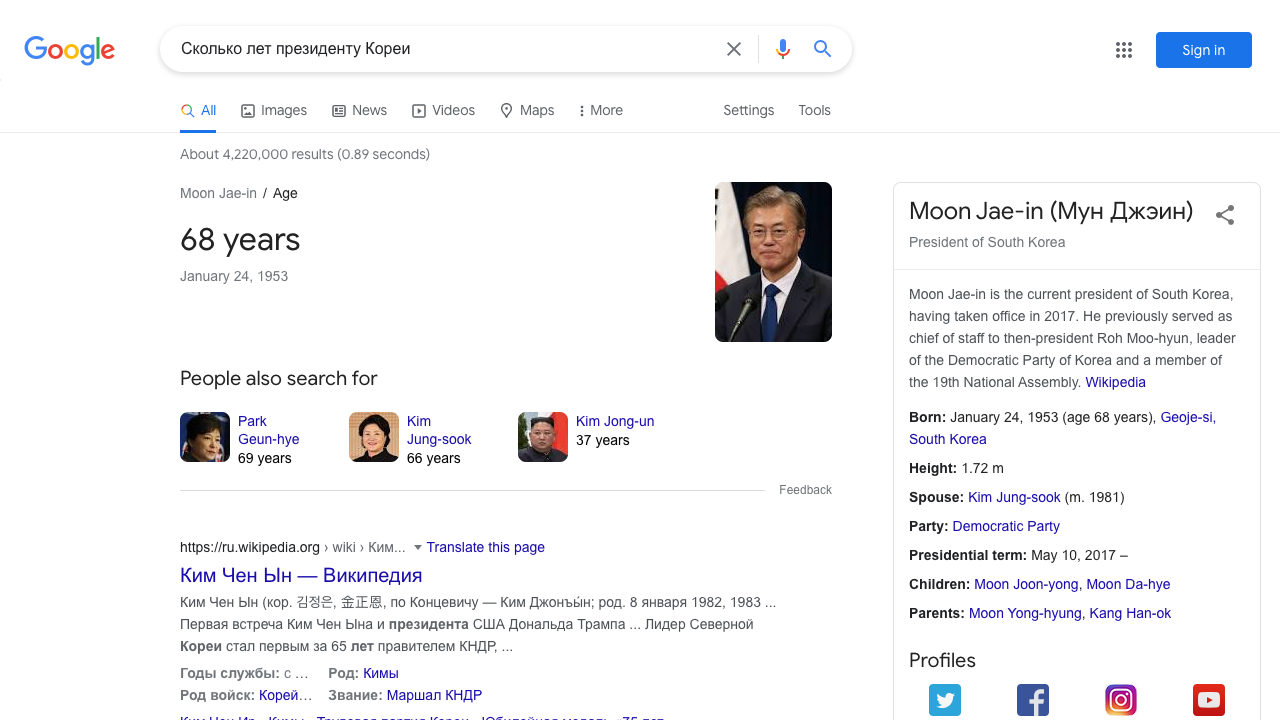 Google
Сколько лет президенту Кореи
Sign in
All Images News Videos Maps More Settings Tools
About 4,220,000 results (0.89 seconds)
Moon Jae-in / Age
68 years
January 24, 1953
People also search for
Park Geun-hye
69 years
Kim Jung-sook
66 years
Kim Jong-un
37 years
Feedback
https://ru.wikipedia.org › wiki › Ким... Translate this page
Ким Чен Ын — Википедия
Ким Чен Ын (кор. 김정은, 金正恩, по Концевичу — Ким Джонъы́н; род. 8 января 1982, 1983 ...
Первая встреча Ким Чен Ына и президента США Дональда Трампа ... Лидер Северной
Кореи стал первым за 65 лет правителем КНДР, ...
Годы службы: с ... Род: Кимы
Род войск: Корей... Звание: Маршал КНДР
Moon Jae-in (Мун Джэин)
President of South Korea
Moon Jae-in is the current president of South Korea,
having taken office in 2017. He previously served as
chief of staff to then-president Roh Moo-hyun, leader
of the Democratic Party of Korea and a member of
the 19th National Assembly. Wikipedia
Born: January 24, 1953 (age 68 years), Geoje-si,
South Korea
Height: 1.72 m
Spouse: Kim Jung-sook (m. 1981)
Party: Democratic Party
Presidential term: May 10, 2017 –
Children: Moon Joon-yong, Moon Da-hye
Parents: Moon Yong-hyung, Kang Han-ok
Profiles